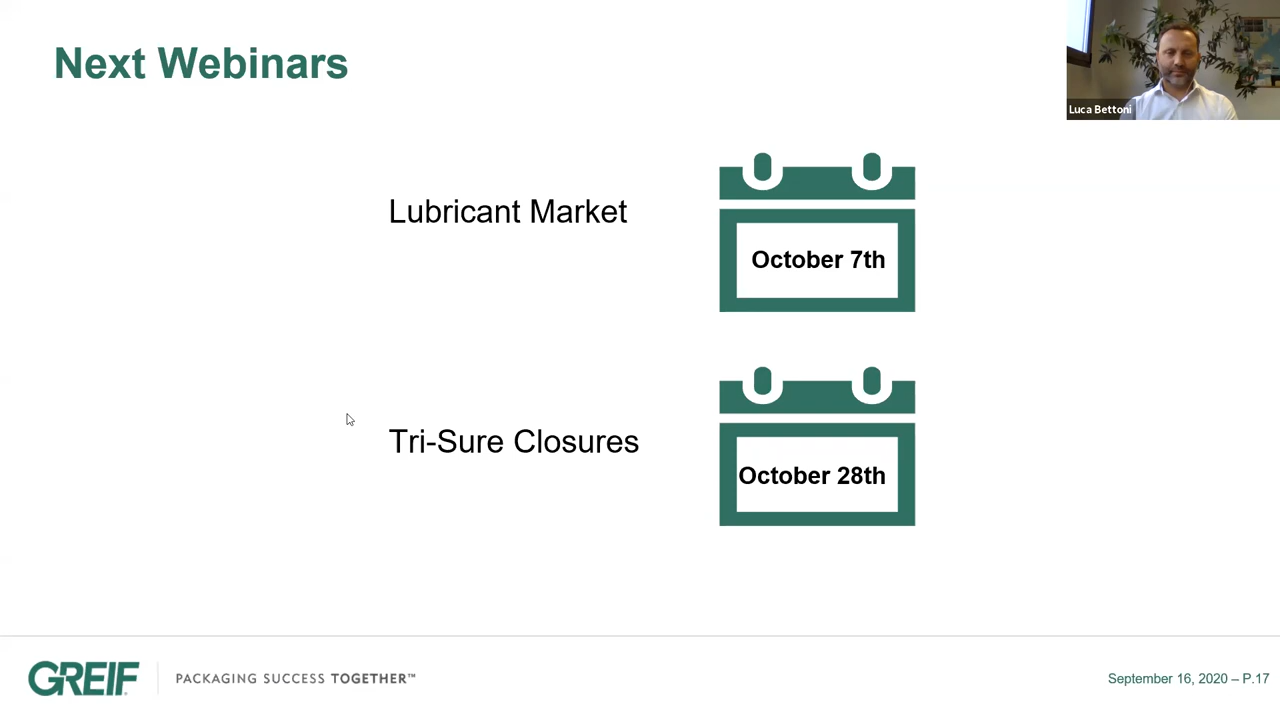 Next Webinars
Luca Bettoni
Lubricant Market
October 7th
Tri-Sure Closures
October 28th
GREIF
PACKAGING SUCCESS TOGETHER™
September 16, 2020 – P.17